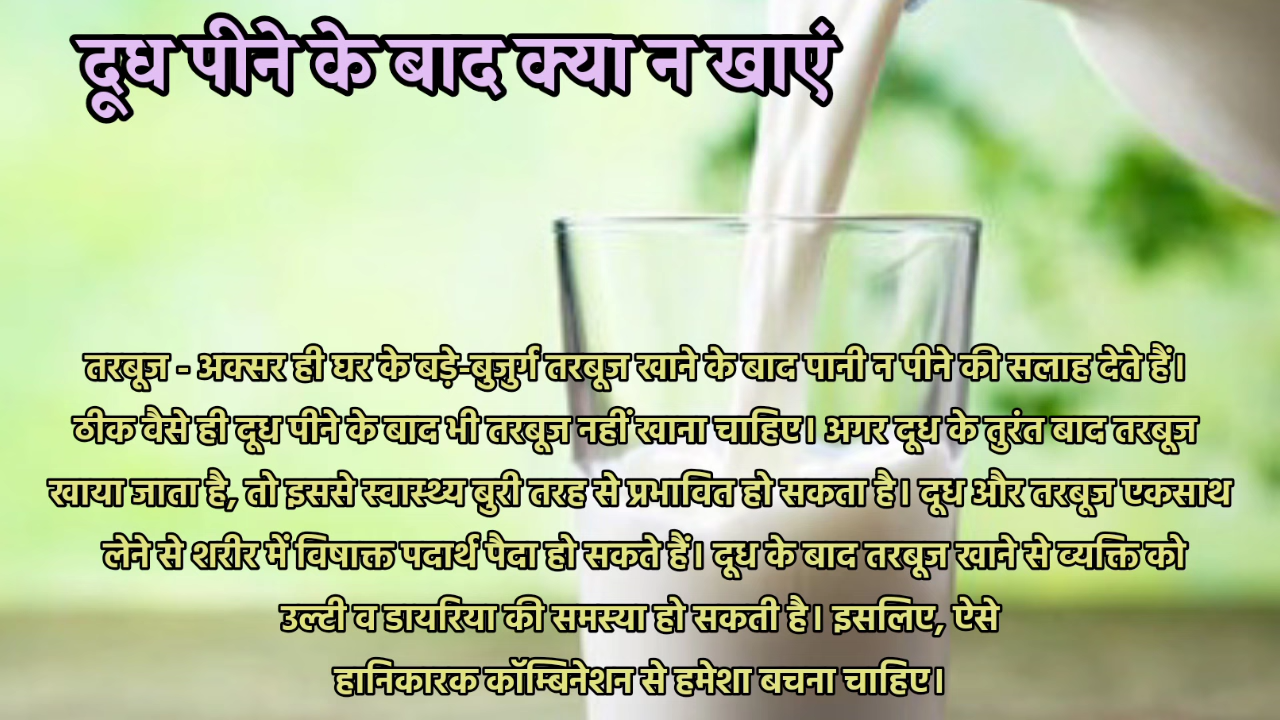 दूध पीने के बाद क्या न खाएं
तरबूज - अक्सर ही घर के बड़े-बुजुर्ग तरबूज खाने के बाद पानी न पीने की सलाह देते हैं।
ठीक वैसे ही दूध पीने के बाद भी तरबूज नहीं खाना चाहिए। अगर दूध के तुरंत बाद तरबूज
खाया जाता है, तो इससे स्वास्थ्य बुरी तरह से प्रभावित हो सकता है। दूध और तरबूज एकसाथ
लेने से शरीर में विषाक्त पदार्थ पैदा हो सकते हैं। दूध के बाद तरबूज खाने से व्यक्ति को
उल्टी व डायरिया की समस्या हो सकती है। इसलिए, ऐसे
हानिकारक कॉम्बिनेशन से हमेशा बचना चाहिए।